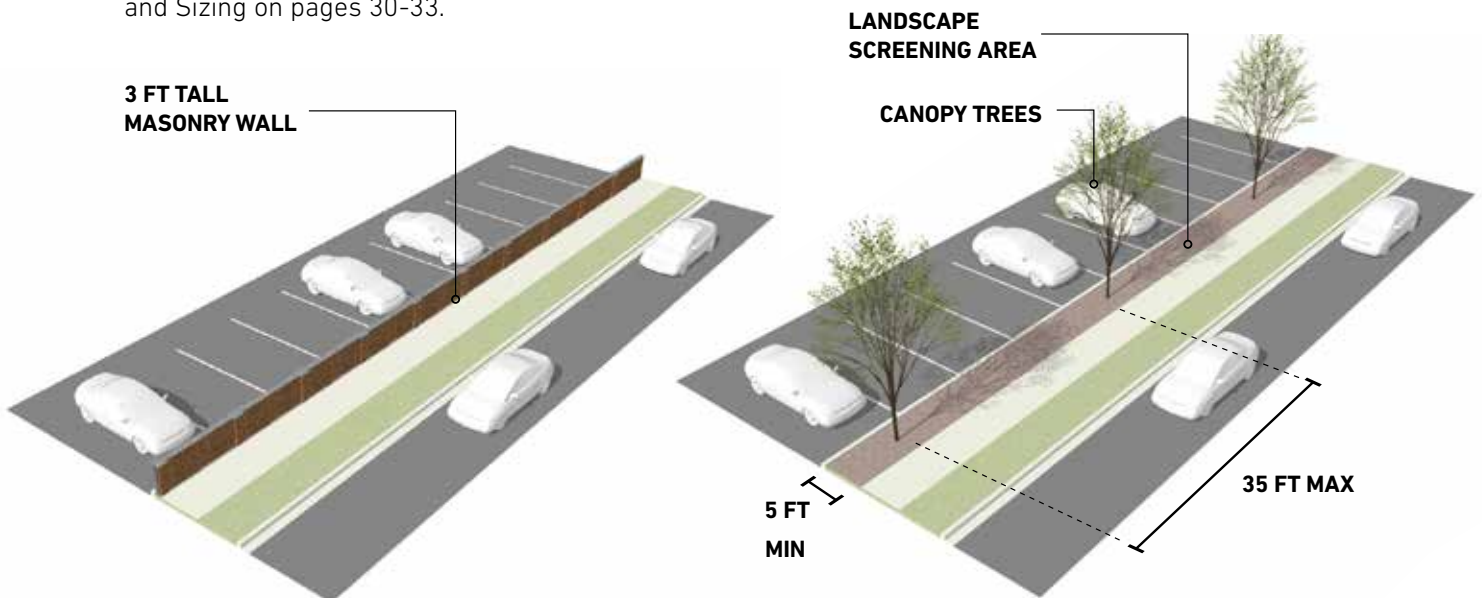 and Sizing on pages 30-33.
3 FT TALL
MASONRY WALL
LANDSCAPE
SCREENING AREA
CANOPY TREES
5 FT
MIN
35 FT MAX